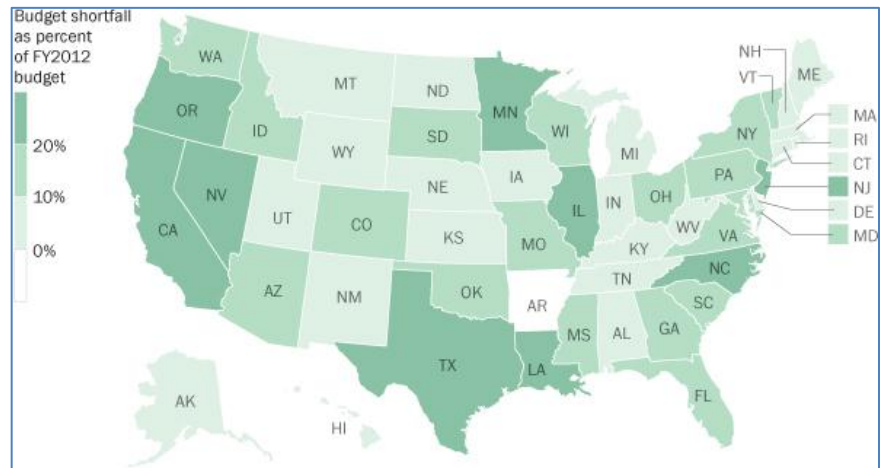 Budget shortfall
as percent
of FY2012
budget
20%
10%
0%
WA
OR
CA
NV
ID
MT
WY
UT
AZ
CO
NM
ND
SD
NE
KS
OK
TX
MN
IA
MO
AR
LA
WI
IL
MI
IN
OH
KY
TN
MS
AL
GA
FL
SC
NC
VA
WV
PA
NY
VT
NH
ME
MA
RI
CT
NJ
DE
MD
AK
HI